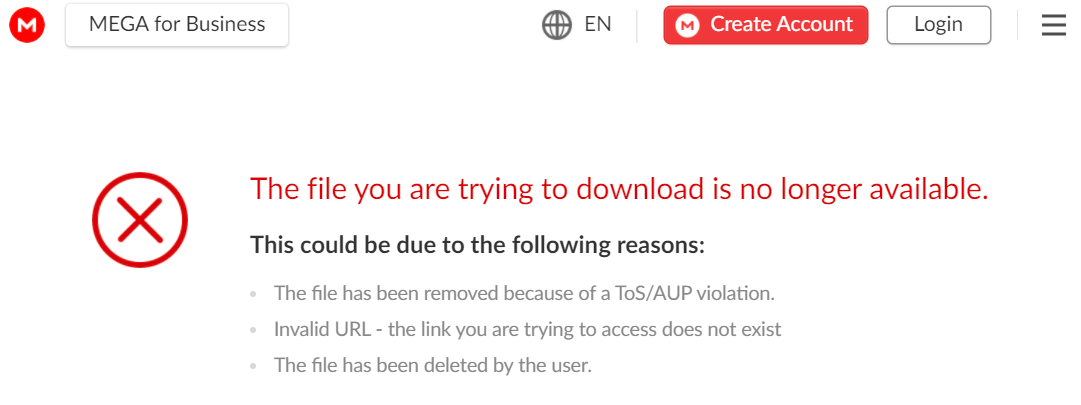 M MEGA for Business EN M Create Account Login
The file you are trying to download is no longer available.
This could be due to the following reasons:
The file has been removed because of a ToS/AUP violation.
Invalid URL - the link you are trying to access does not exist
The file has been deleted by the user.